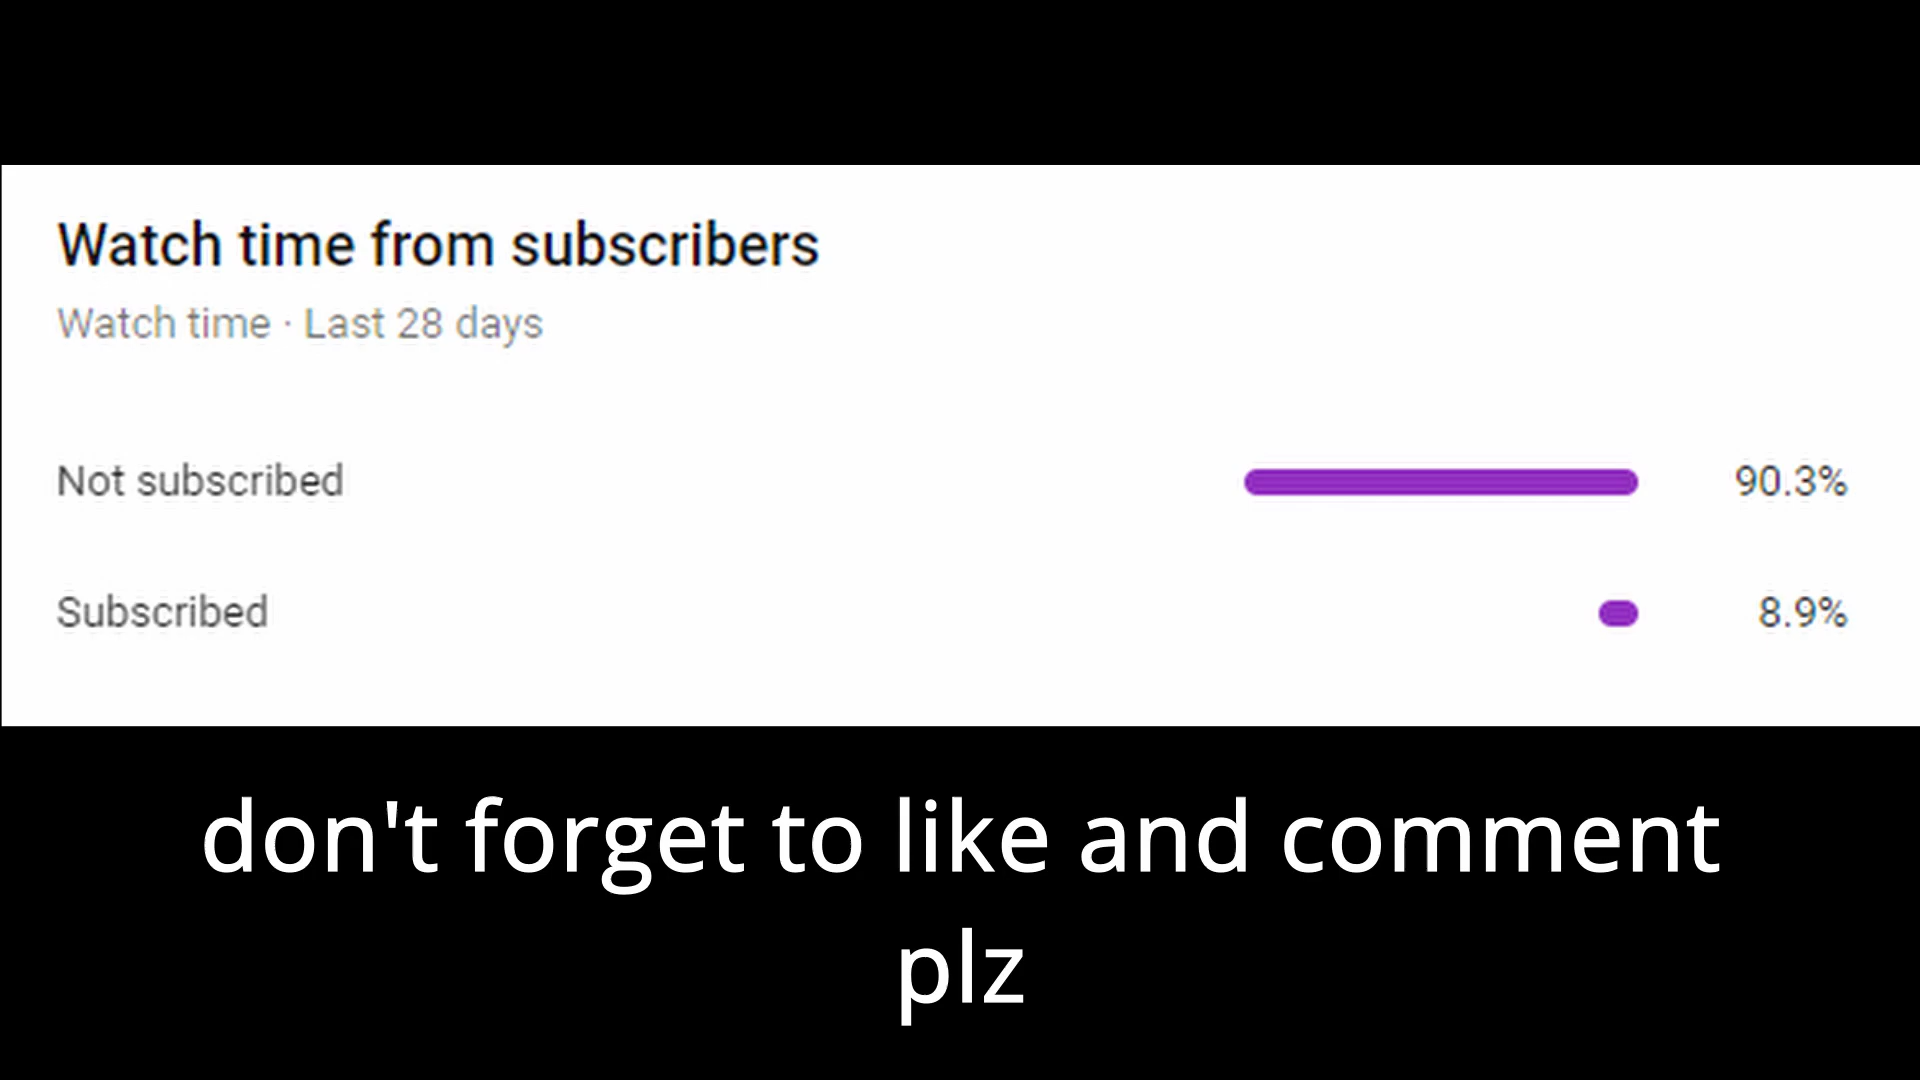 Watch time from subscribers
Watch time · Last 28 days
Not subscribed 90.3%
Subscribed 8.9%
don't forget to like and comment
plz